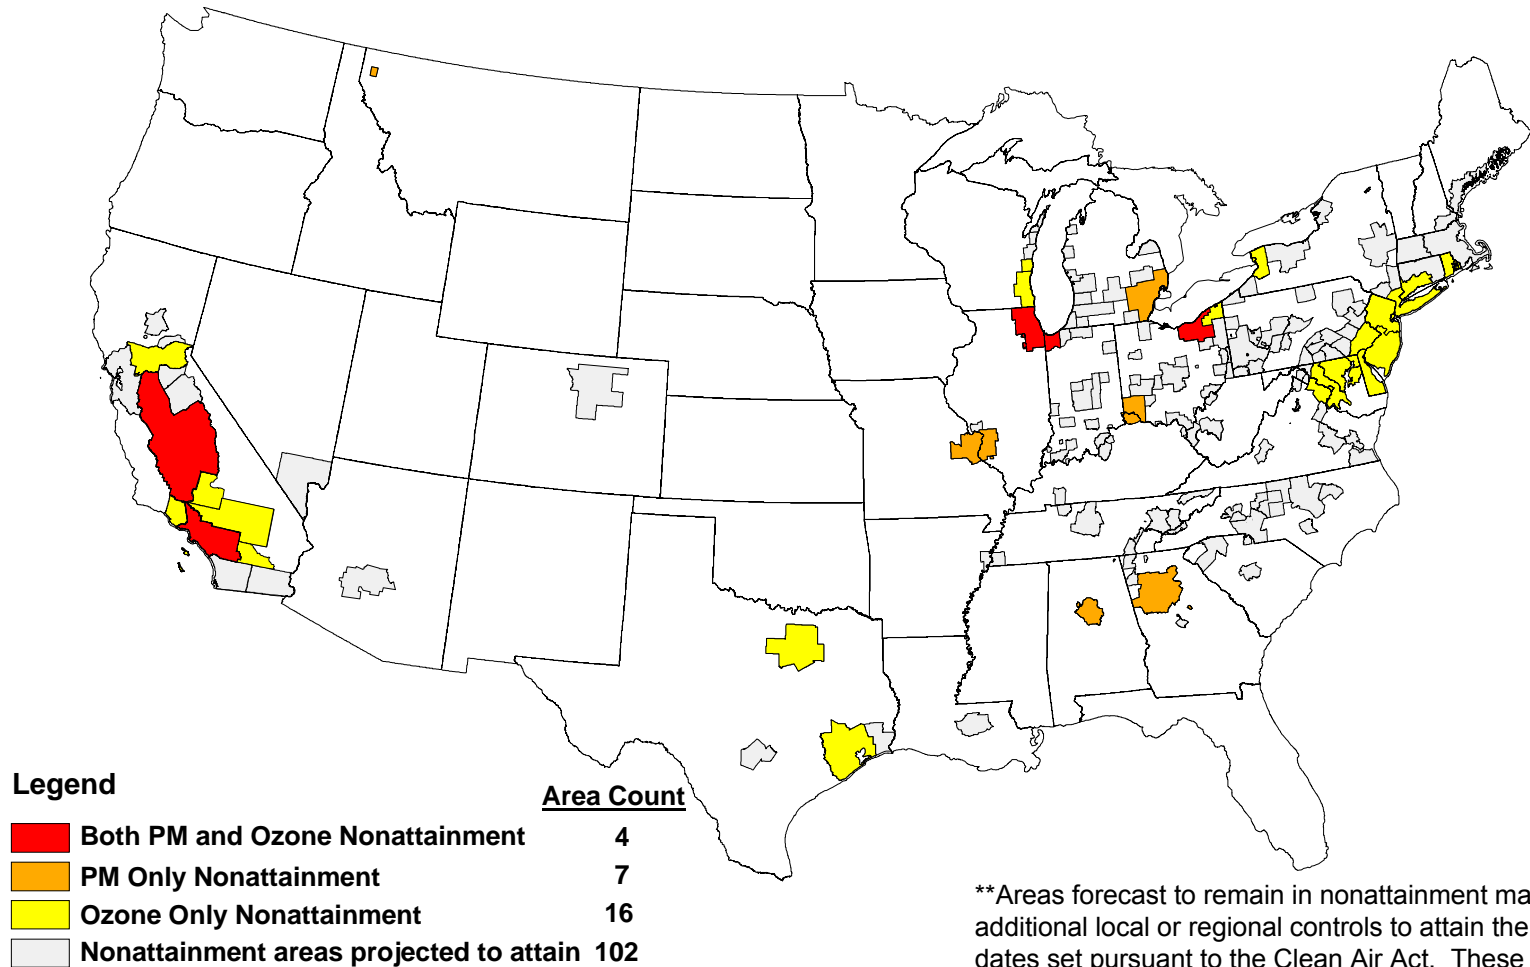 Legend
Area Count
Both PM and Ozone Nonattainment 4
PM Only Nonattainment 7
Ozone Only Nonattainment 16
Nonattainment areas projected to attain 102
**Areas forecast to remain in nonattainment ma
additional local or regional controls to attain the
dates set pursuant to the Clean Air Act. These